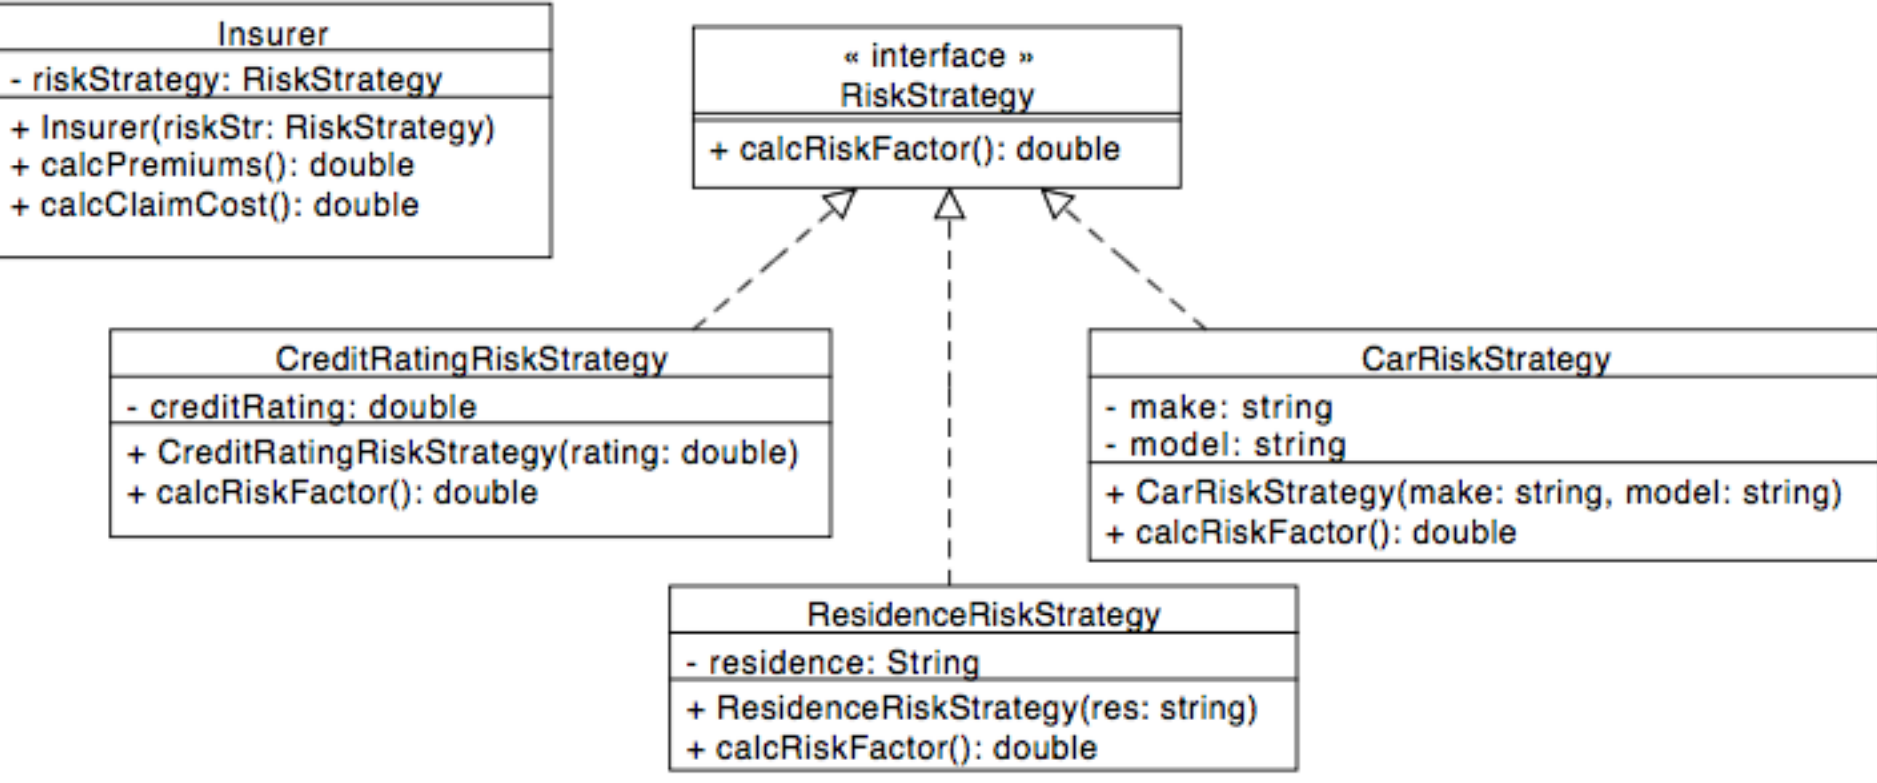 Insurer
- riskStrategy: RiskStrategy
+ Insurer(riskStr: RiskStrategy)
+ calcPremiums(): double
+ calcClaimCost(): double
« interface »
RiskStrategy
+ calcRiskFactor(): double
CreditRatingRiskStrategy
- creditRating: double
+ CreditRatingRiskStrategy(rating: double)
+ calcRiskFactor(): double
CarRiskStrategy
- make: string
- model: string
+ CarRiskStrategy(make: string, model: string)
+ calcRiskFactor(): double
ResidenceRiskStrategy
- residence: String
+ ResidenceRiskStrategy(res: string)
+ calcRiskFactor(): double